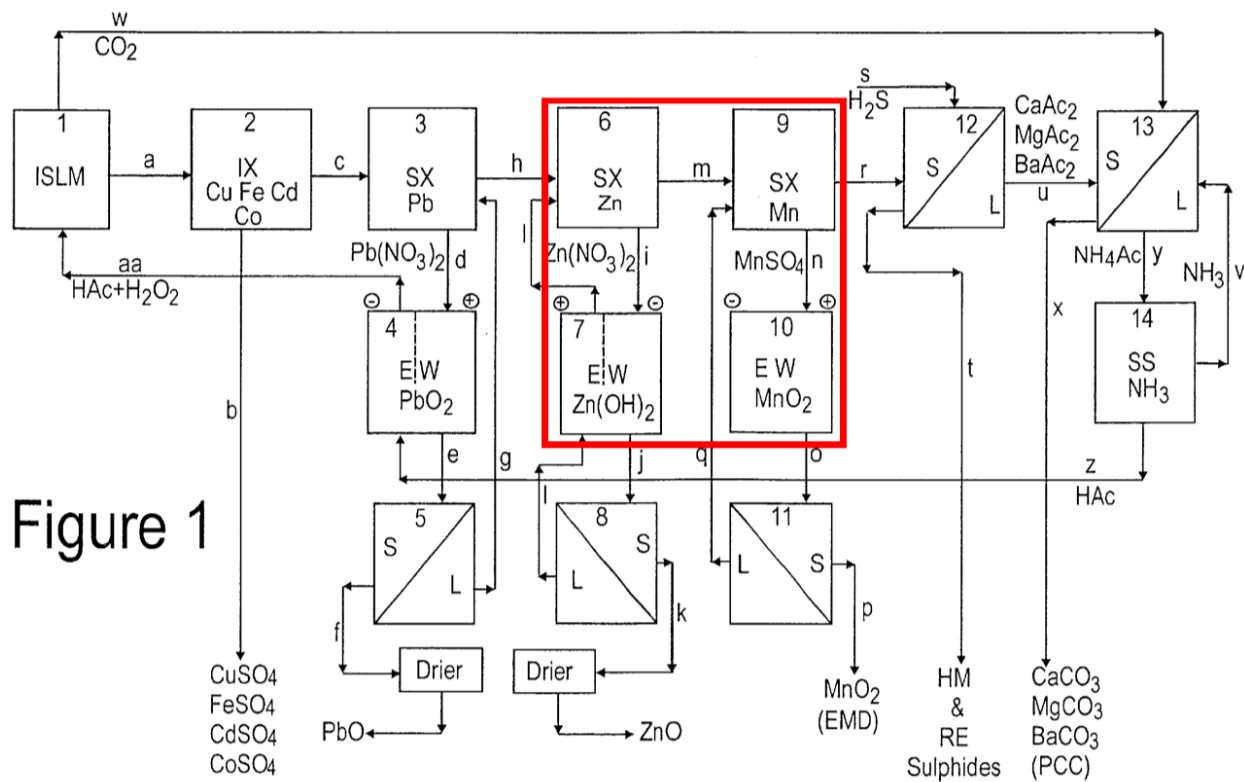 w
CO2
1
ISLM
a
2
IX
Cu Fe Cd
Co
c
3
SX
Pb
h
6
SX
Zn
m
9
SX
Mn
r
s
H2S
12
S
L
CaAc2
MgAc2
BaAc2
u
13
S
L
aa
HAc+H2O2
Pb(NO3)2 d
l
Zn(NO3)2 i
MnSO4 n
NH4Ac y
NH3
v
⊖ ⊕
4
EW
PbO2
⊕ ⊖
7
EW
Zn(OH)2
⊖ ⊕
10
EW
MnO2
14
SS
NH3
b
t
x
e
g
l
j
q
o
z
HAc
Figure 1
5
S
L
8
S
L
11
L
S
f
k
p
Drier
Drier
PbO
ZnO
CuSO4
FeSO4
CdSO4
CoSO4
MnO2
(EMD)
HM
&
RE
Sulphides
CaCO3
MgCO3
BaCO3
(PCC)